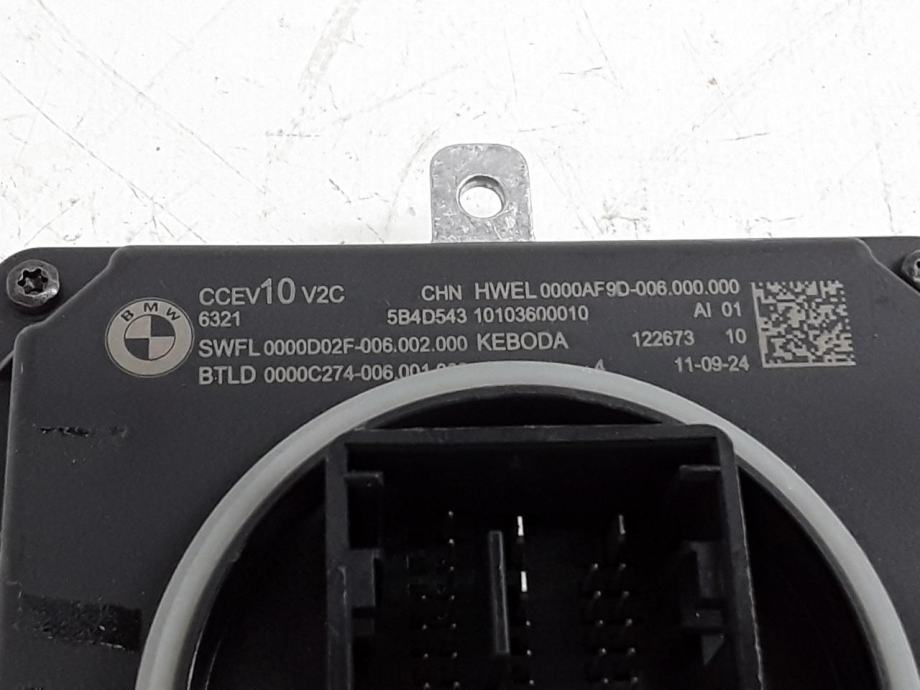 BMW
CCEV10 V2C CHN HWEL 0000AF9D-006.000.000
6321 5B4D543 10103600010 AI 01
SWFL 0000D02F-006.002.000 KEBODA 122673 10
BTLD 0000C274-006.001 11-09-24